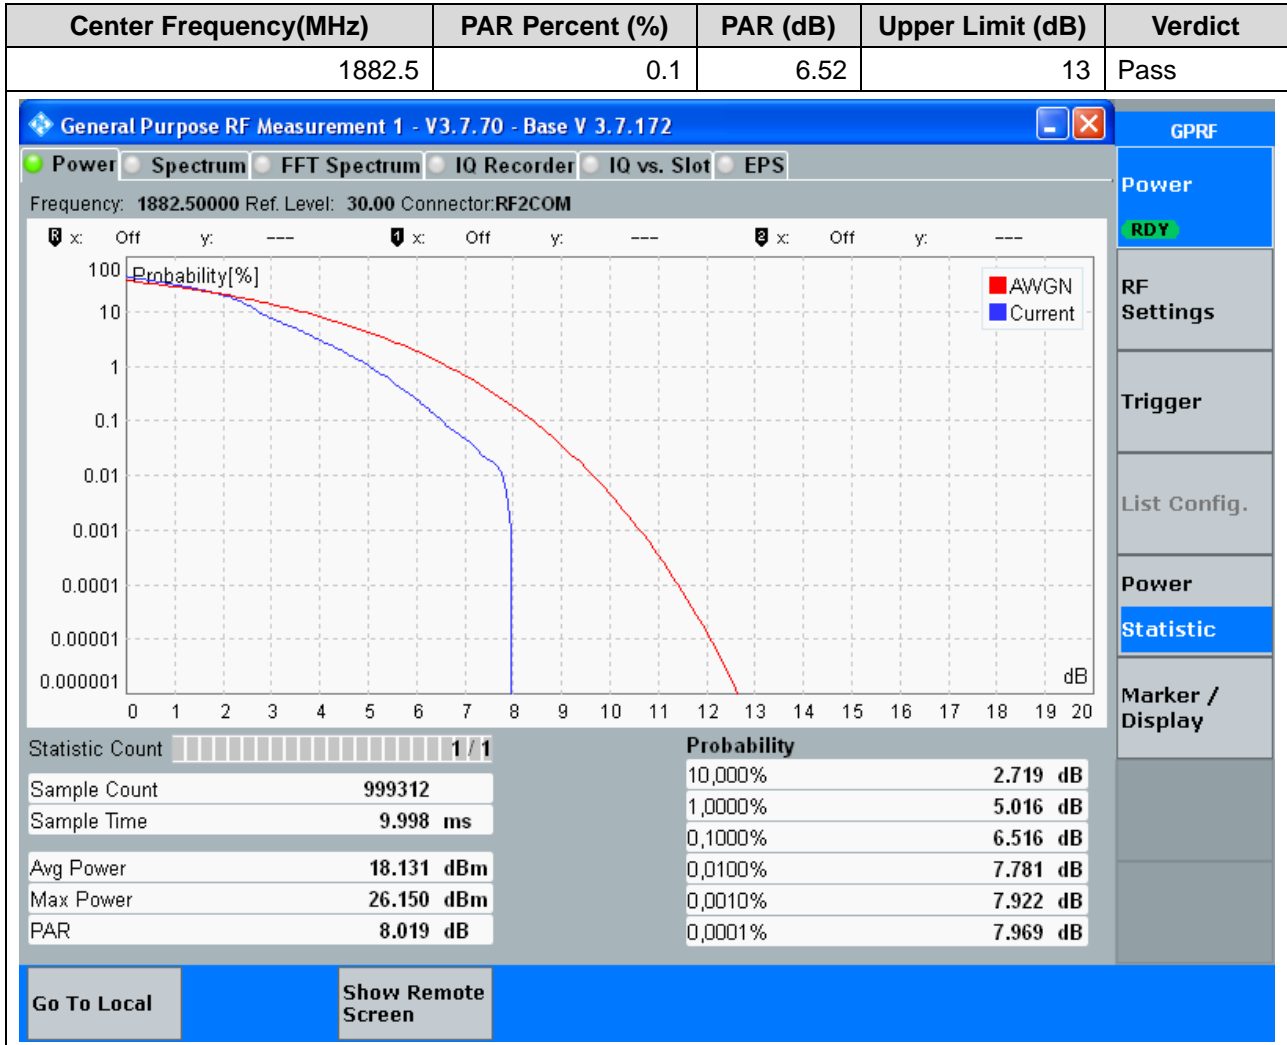 Center Frequency(MHz) PAR Percent (%) PAR (dB) Upper Limit (dB) Verdict
1882.5 0.1 6.52 13 Pass
General Purpose RF Measurement 1 - V3.7.70 - Base V 3.7.172
GPRF
Power Spectrum FFT Spectrum IQ Recorder IQ vs. Slot EPS
Frequency: 1882.50000 Ref. Level: 30.00 Connector:RF2COM
R x: Off y: --- 1 x: Off y: --- 2 x: Off y: ---
Probability[%]
AWGN
Current
100
10
1
0.1
0.01
0.001
0.0001
0.00001
0.000001
dB
0 1 2 3 4 5 6 7 8 9 10 11 12 13 14 15 16 17 18 19 20
Statistic Count 1 / 1
Sample Count 999312
Sample Time 9.998 ms
Avg Power 18.131 dBm
Max Power 26.150 dBm
PAR 8.019 dB
Probability
10,000% 2.719 dB
1,0000% 5.016 dB
0,1000% 6.516 dB
0,0100% 7.781 dB
0,0010% 7.922 dB
0,0001% 7.969 dB
Power
RDY
RF
Settings
Trigger
List Config.
Power
Statistic
Marker /
Display
Go To Local
Show Remote
Screen